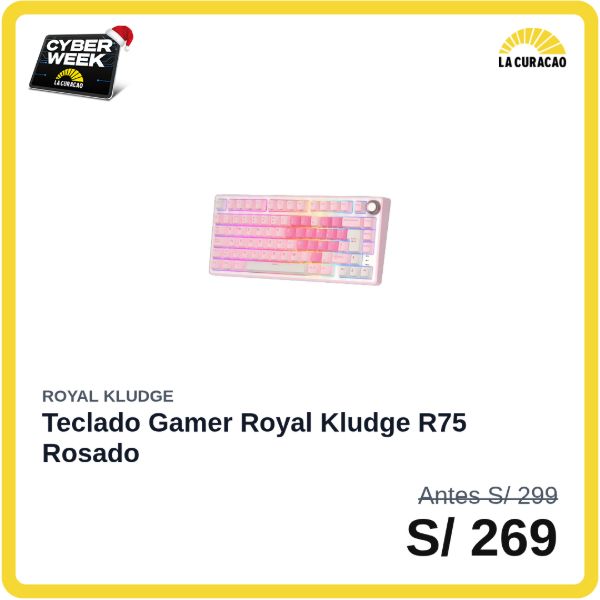 CYBER
WEEK
LA CURACAO
LA CURACAO
ROYAL KLUDGE
Teclado Gamer Royal Kludge R75
Rosado
Antes S/ 299
S/ 269